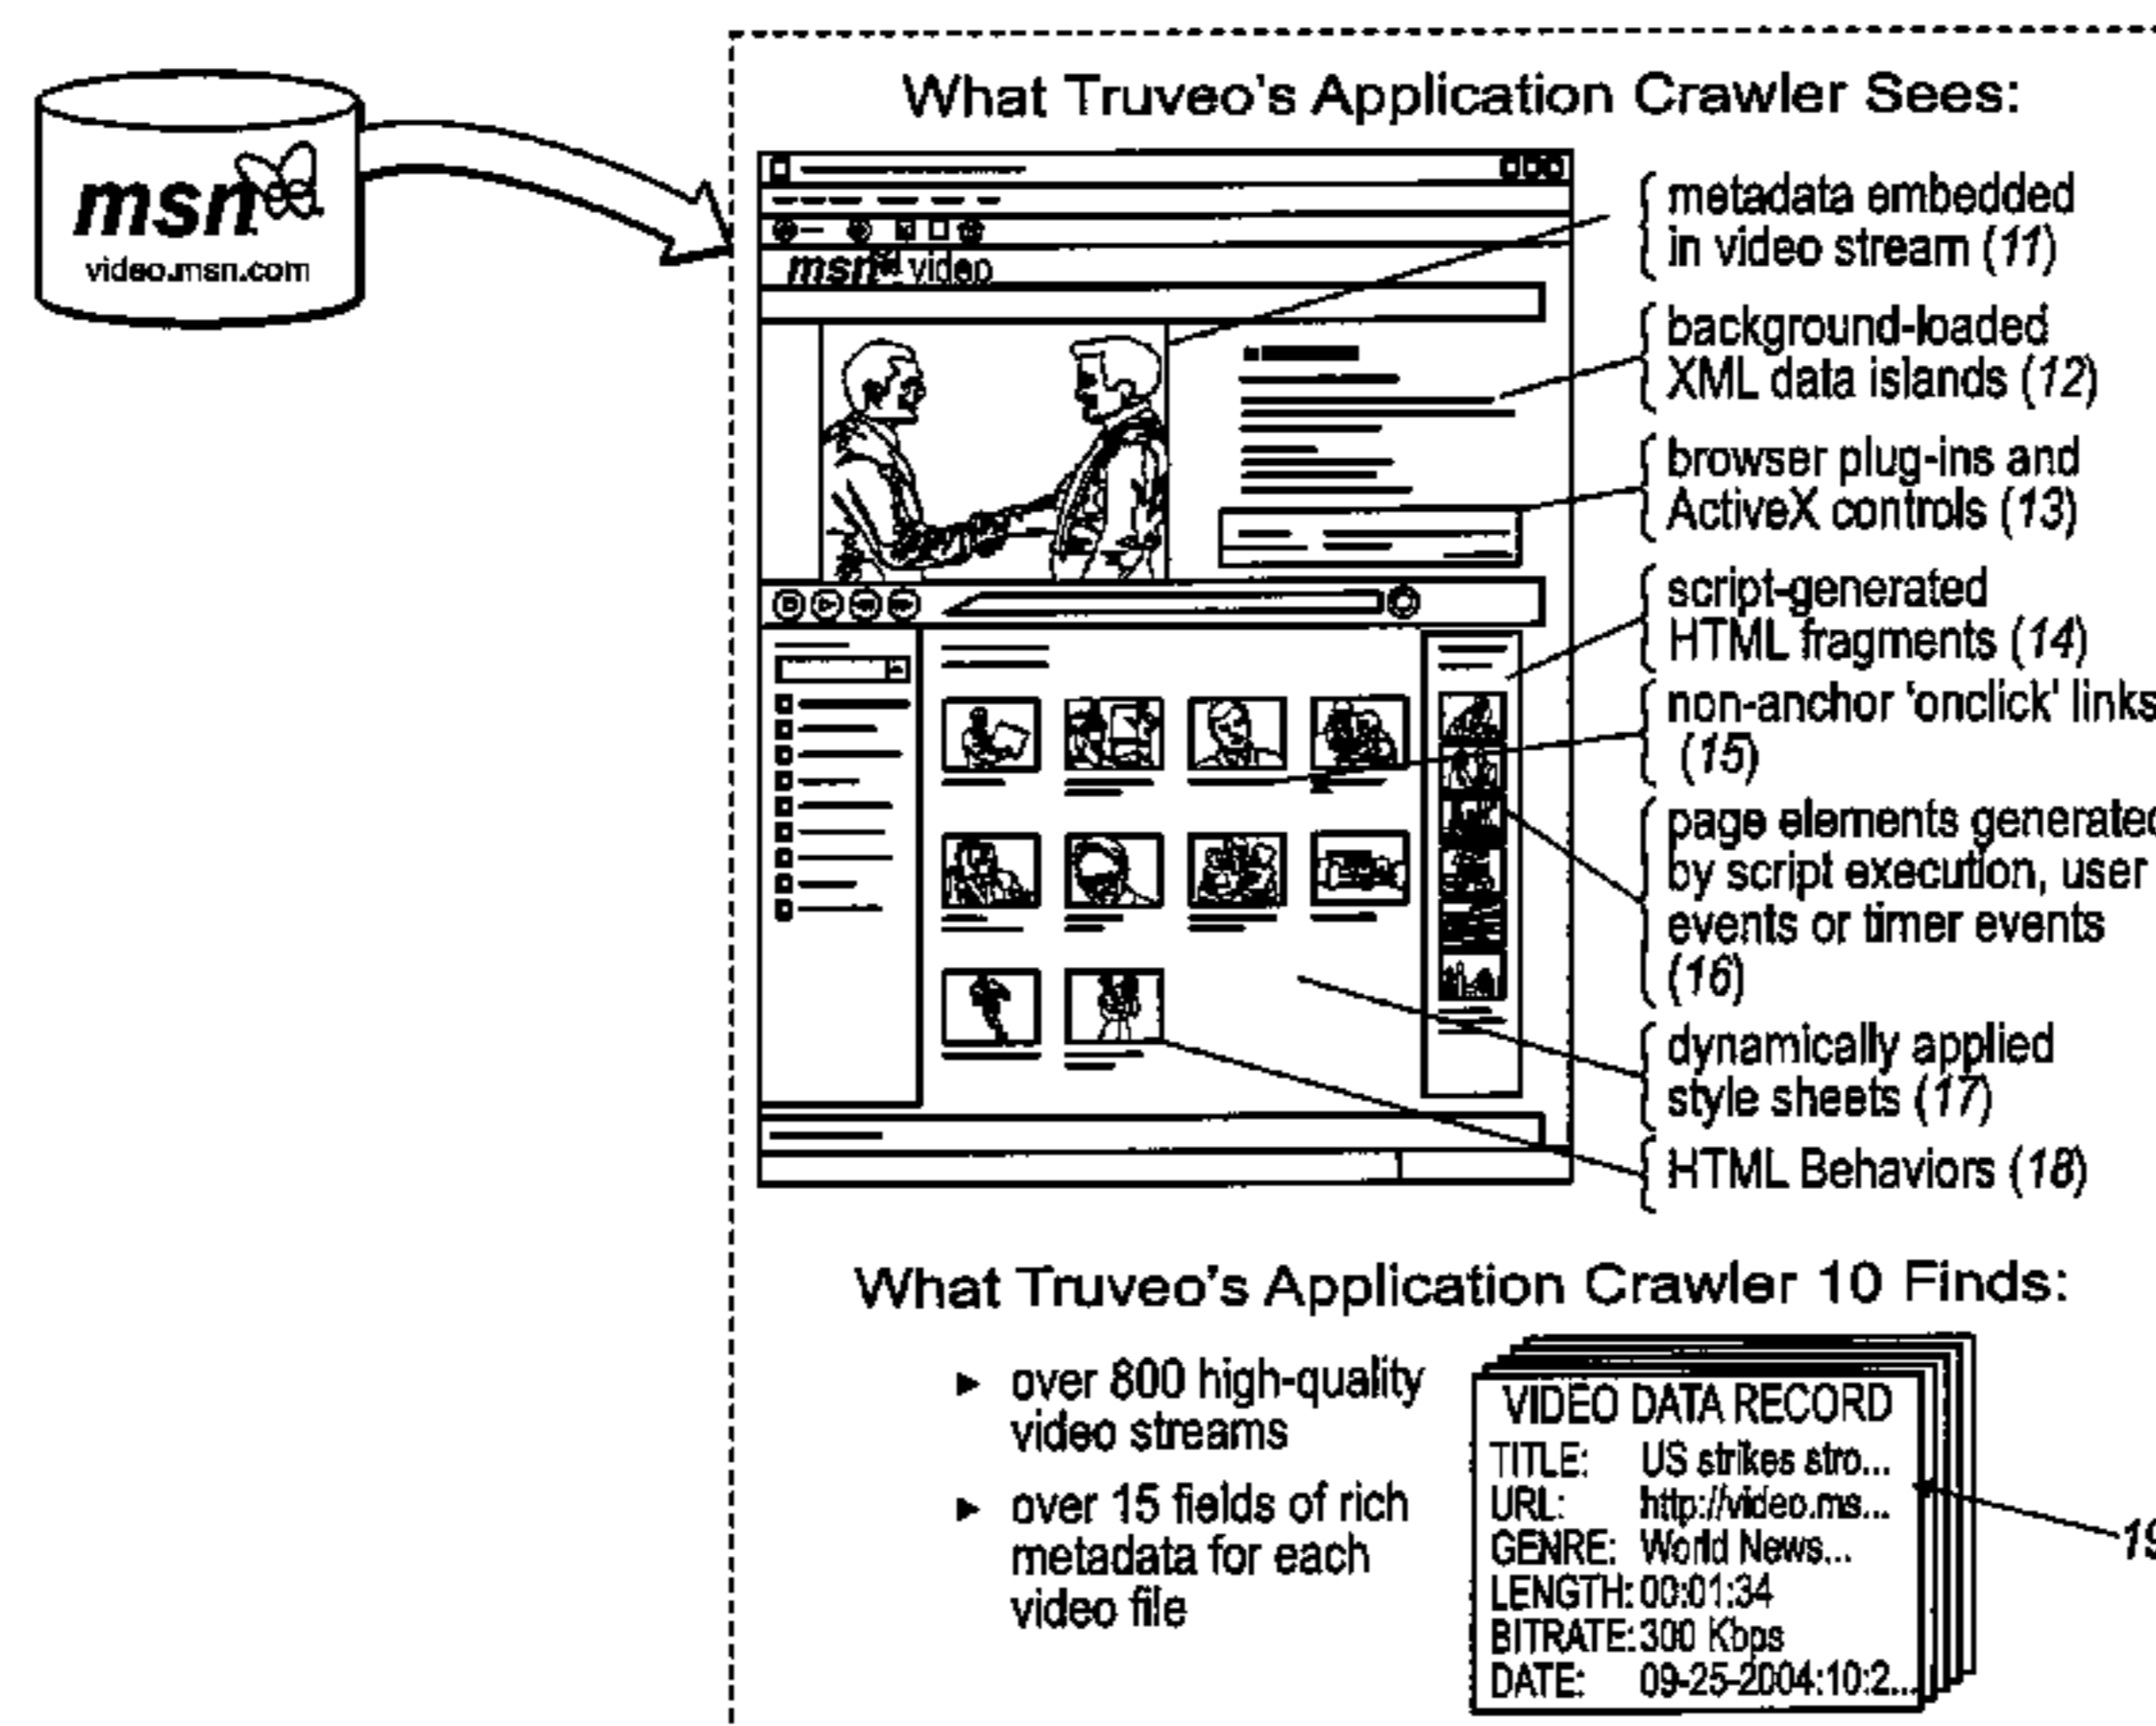 What Truveo's Application Crawler Sees:
msn
video.msn.com
msn video
metadata embedded
in video stream (11)
background-loaded
XML data islands (12)
browser plug-ins and
ActiveX controls (13)
script-generated
HTML fragments (14)
non-anchor 'onclick' links
(15)
page elements generated
by script execution, user
events or timer events
(16)
dynamically applied
style sheets (17)
HTML Behaviors (18)
What Truveo's Application Crawler 10 Finds:
► over 800 high-quality
video streams
► over 15 fields of rich
metadata for each
video file
VIDEO DATA RECORD
TITLE: US strikes stro...
URL: http://video.ms...
GENRE: World News...
LENGTH: 00:01:34
BITRATE: 300 Kbps
DATE: 09-25-2004:10:2...
19